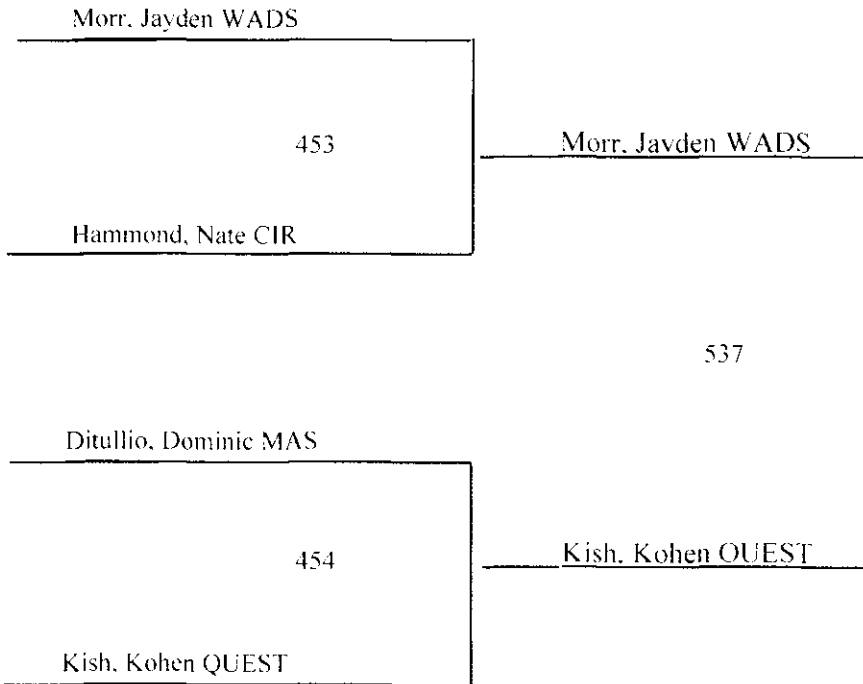 Morr, Jayden WADS
453
Morr, Jayden WADS
Hammond, Nate CIR
537
Ditullio, Dominic MAS
454
Kish, Kohen QUEST
Kish, Kohen QUEST